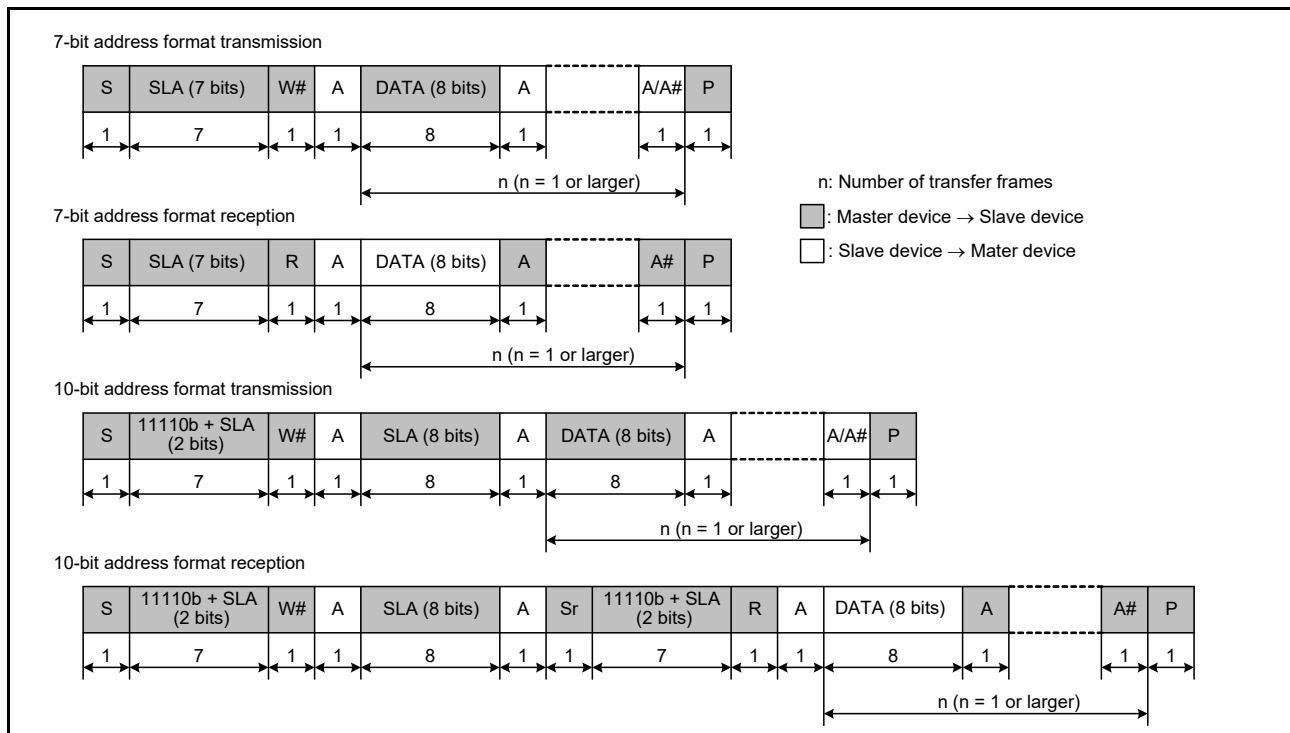 7-bit address format transmission
S SLA (7 bits) W# A DATA (8 bits) A A/A# P
1 7 1 1 8 1 1 1
n (n = 1 or larger)
n: Number of transfer frames
: Master device → Slave device
: Slave device → Mater device
7-bit address format reception
S SLA (7 bits) R A DATA (8 bits) A A# P
1 7 1 1 8 1 1 1
n (n = 1 or larger)
10-bit address format transmission
S 11110b + SLA (2 bits) W# A SLA (8 bits) A DATA (8 bits) A A/A# P
1 7 1 1 8 1 8 1 1 1
n (n = 1 or larger)
10-bit address format reception
S 11110b + SLA (2 bits) W# A SLA (8 bits) A Sr 11110b + SLA (2 bits) R A DATA (8 bits) A A# P
1 7 1 1 8 1 1 7 1 1 8 1 1 1
n (n = 1 or larger)